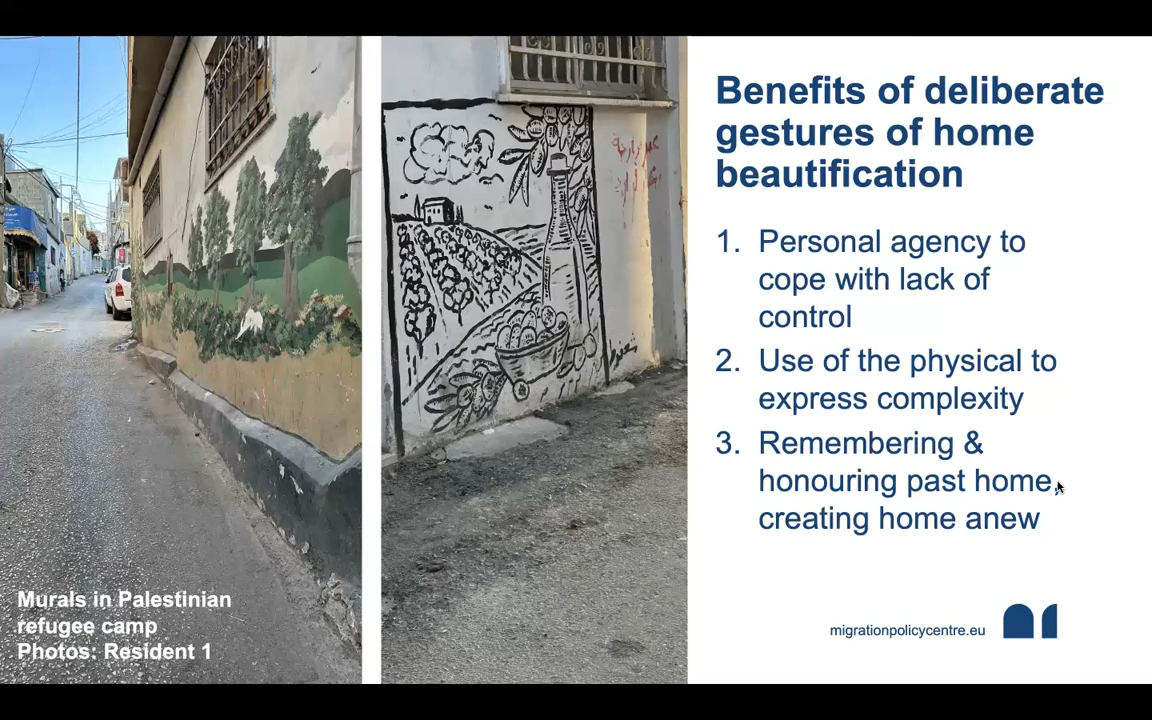 Benefits of deliberate
gestures of home
beautification
1. Personal agency to
cope with lack of
control
2. Use of the physical to
express complexity
3. Remembering &
honouring past home,
creating home anew
Murals in Palestinian
refugee camp
Photos: Resident 1
migrationpolicycentre.eu